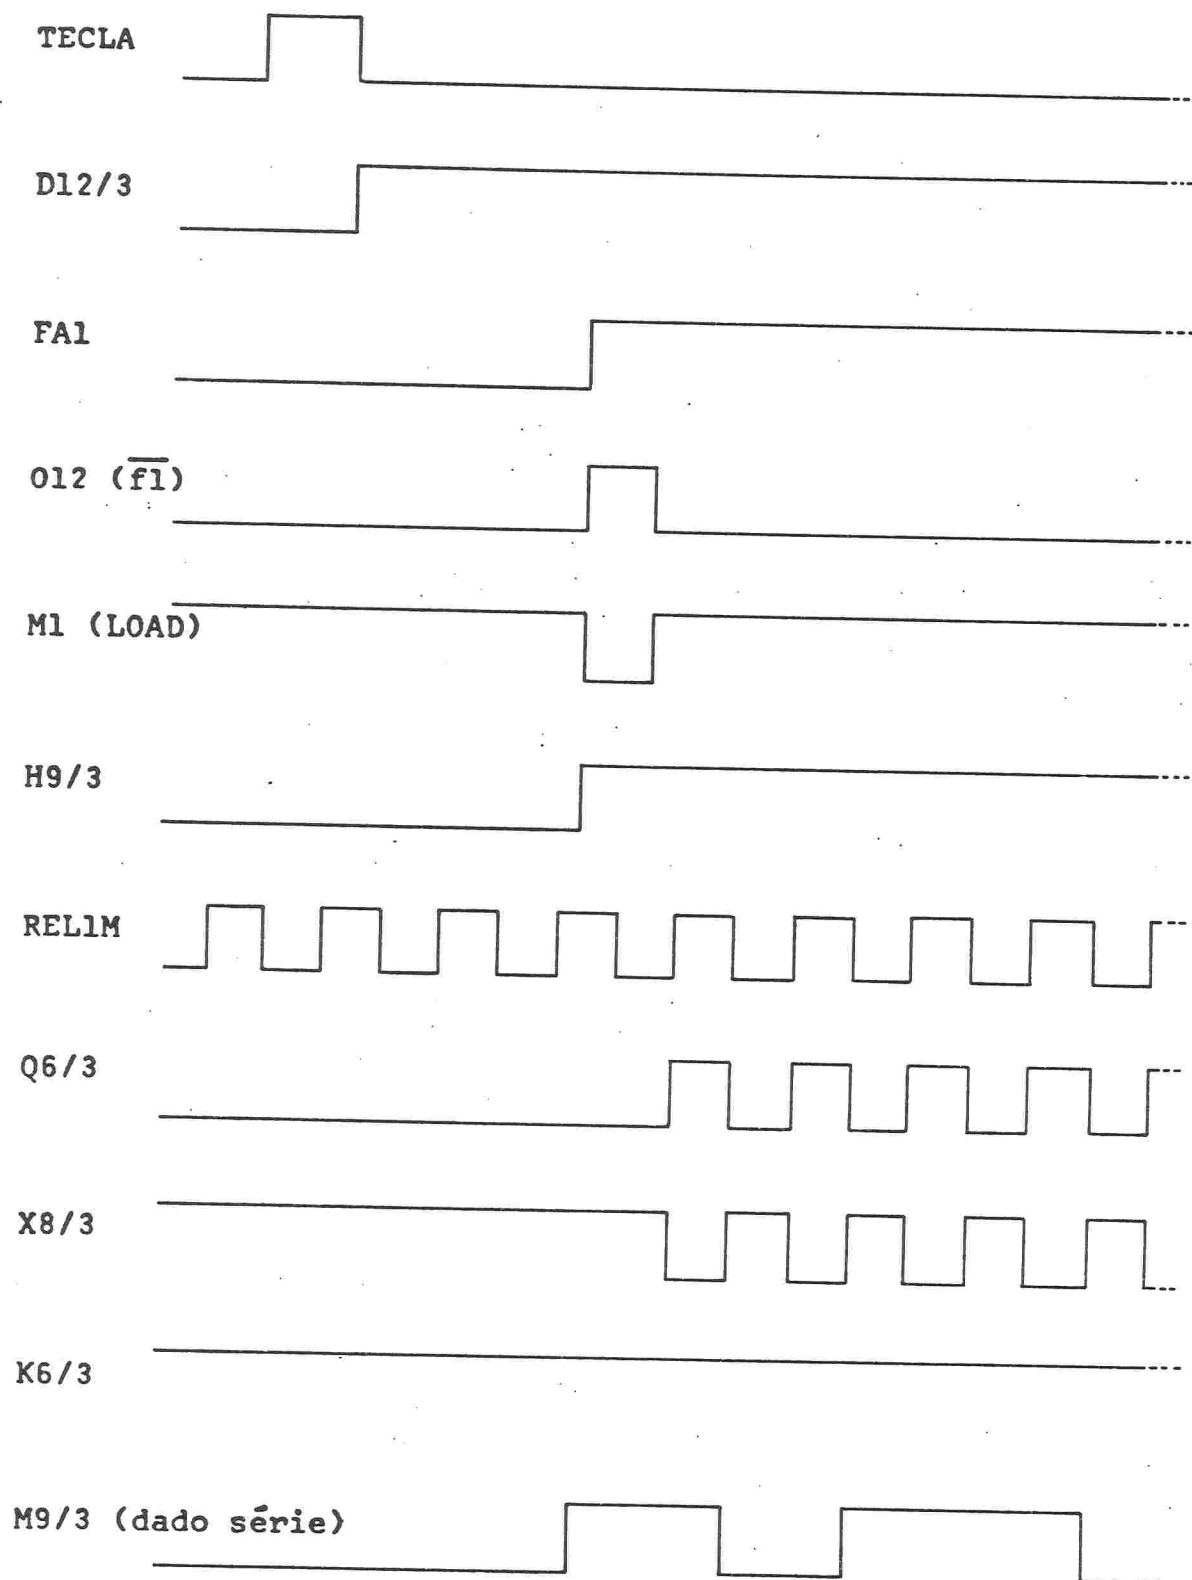 TECLA
D12/3
FA1
O12 (f̅1̅)
M1 (LOAD)
H9/3
REL1M
Q6/3
X8/3
K6/3
M9/3 (dado série)